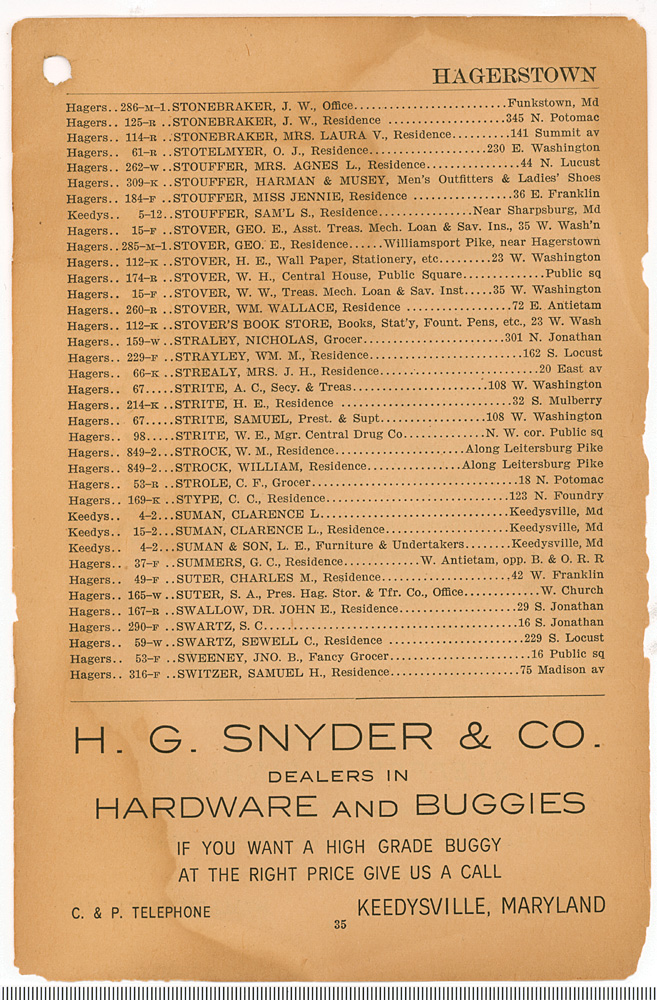 HAGERSTOWN
Hagers.. 286-M-1.STONEBRAKER, J. W., Office..........................Funkstown, Md
Hagers.. 125-R ..STONEBRAKER, J. W., Residence ....................345 N. Potomac
Hagers.. 114-R ..STONEBRAKER, MRS. LAURA V., Residence..........141 Summit av
Hagers.. 61-R ..STOTELMYER, O. J., Residence....................230 E. Washington
Hagers.. 262-W ..STOUFFER, MRS. AGNES L., Residence................44 N. Lucust
Hagers.. 309-K ..STOUFFER, HARMAN & MUSEY, Men's Outfitters & Ladies' Shoes
Hagers.. 184-F ..STOUFFER, MISS JENNIE, Residence .................36 E. Franklin
Keedys.. 5-12..STOUFFER, SAM'L S., Residence................Near Sharpsburg, Md
Hagers.. 15-F ..STOVER, GEO. E., Asst. Treas. Mech. Loan & Sav. Ins., 35 W. Wash'n
Hagers..285-M-1.STOVER, GEO. E., Residence......Williamsport Pike, near Hagerstown
Hagers.. 112-K ..STOVER, H. E., Wall Paper, Stationery, etc.........23 W. Washington
Hagers.. 174-R ..STOVER, W. H., Central House, Public Square..............Public sq
Hagers.. 15-F ..STOVER, W. W., Treas. Mech. Loan & Sav. Inst.....35 W. Washington
Hagers.. 260-R ..STOVER, WM. WALLACE, Residence ..................72 E. Antietam
Hagers.. 112-K ..STOVER'S BOOK STORE, Books, Stat'y, Fount. Pens, etc., 23 W. Wash
Hagers.. 159-W ..STRALEY, NICHOLAS, Grocer........................301 N. Jonathan
Hagers.. 229-F ..STRAYLEY, WM. M., Residence..........................162 S. Locust
Hagers.. 66-K ..STREALY, MRS. J. H., Residence............................20 East av
Hagers.. 67.....STRITE, A. C., Secy. & Treas.......................108 W. Washington
Hagers.. 214-K ..STRITE, H. E., Residence .............................32 S. Mulberry
Hagers.. 67.....STRITE, SAMUEL, Prest. & Supt..................108 W. Washington
Hagers.. 98.....STRITE, W. E., Mgr. Central Drug Co..............N. W. cor. Public sq
Hagers.. 849-2...STROCK, W. M., Residence......................Along Leitersburg Pike
Hagers.. 849-2...STROCK, WILLIAM, Residence................Along Leitersburg Pike
Hagers.. 53-R ..STROLE, C. F., Grocer...................................18 N. Potomac
Hagers.. 169-K ..STYPE, C. C., Residence...............................123 N. Foundry
Keedys.. 4-2...SUMAN, CLARENCE L................................Keedysville, Md
Keedys.. 15-2...SUMAN, CLARENCE L., Residence.....................Keedysville, Md
Keedys.. 4-2...SUMAN & SON, L. E., Furniture & Undertakers........Keedysville, Md
Hagers.. 37-F ..SUMMERS, G. C., Residence.............W. Antietam, opp. B. & O. R. R
Hagers.. 49-F ..SUTER, CHARLES M., Residence......................42 W. Franklin
Hagers.. 165-W ..SUTER, S. A., Pres. Hag. Stor. & Tfr. Co., Office.............W. Church
Hagers.. 167-R ..SWALLOW, DR. JOHN E., Residence....................29 S. Jonathan
Hagers.. 290-F ..SWARTZ, S. C...........................................16 S. Jonathan
Hagers.. 59-W ..SWARTZ, SEWELL C., Residence .......................229 S. Locust
Hagers.. 53-F ..SWEENEY, JNO. B., Fancy Grocer........................16 Public sq
Hagers.. 316-F ..SWITZER, SAMUEL H., Residence......................75 Madison av
H. G. SNYDER & CO.
DEALERS IN
HARDWARE AND BUGGIES
IF YOU WANT A HIGH GRADE BUGGY
AT THE RIGHT PRICE GIVE US A CALL
C. & P. TELEPHONE KEEDYSVILLE, MARYLAND
35